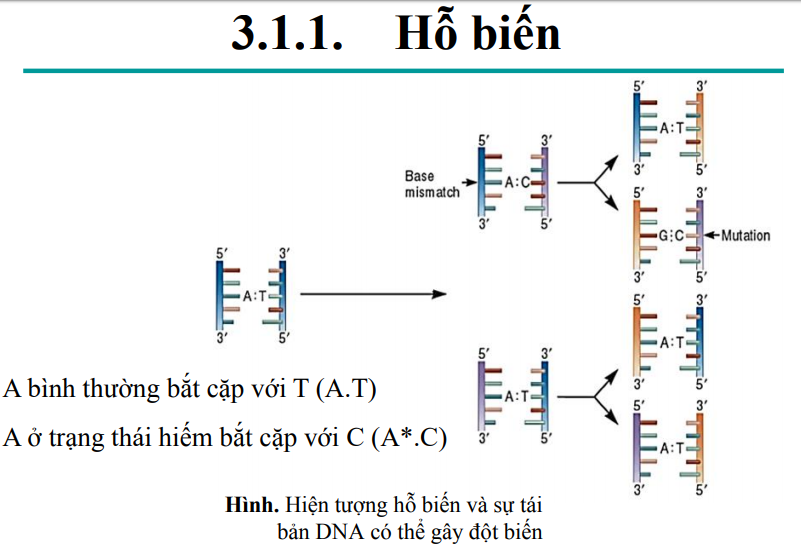 3.1.1. Hỗ biến
5′ 3′
A:T
3′ 5′
5′ 3′
Base
mismatch
A:C
3′ 5′
5′ 3′
A:T
3′ 5′
5′ 3′
G:C
Mutation
3′ 5′
5′ 3′
A:T
3′ 5′
5′ 3′
A:T
3′ 5′
5′ 3′
A:T
3′ 5′
A bình thường bắt cặp với T (A.T)
A ở trạng thái hiếm bắt cặp với C (A*.C)
Hình. Hiện tượng hỗ biến và sự tái
bản DNA có thể gây đột biến